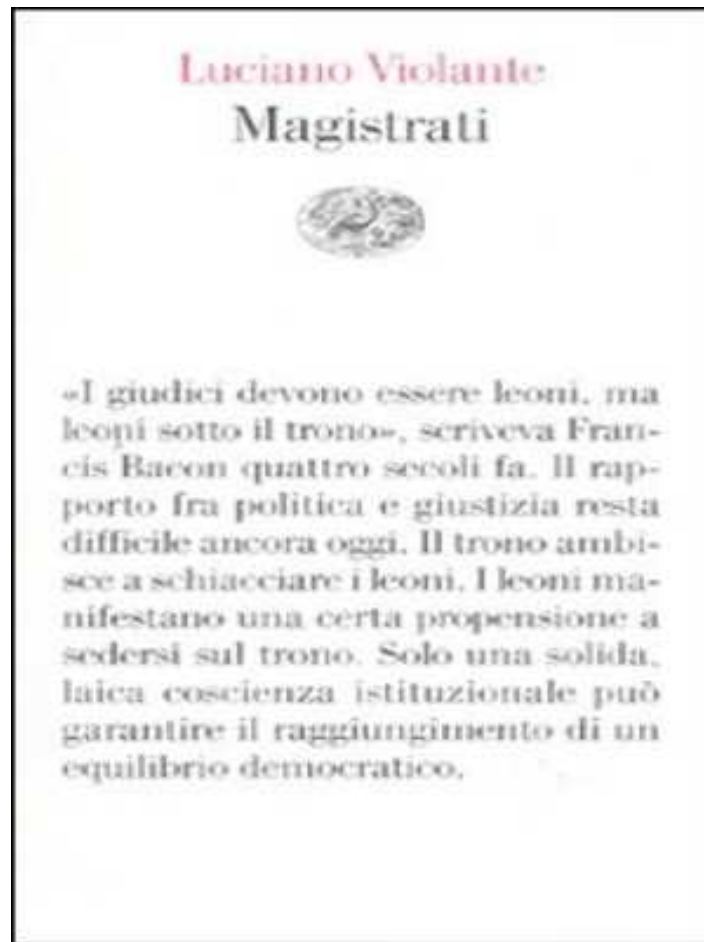 Luciano Violante
Magistrati
«I giudici devono essere leoni, ma
leoni sotto il trono», scriveva Fran-
cis Bacon quattro secoli fa. Il rap-
porto fra politica e giustizia resta
difficile ancora oggi. Il trono ambi-
sce a schiacciare i leoni. I leoni ma-
nifestano una certa propensione a
sedersi sul trono. Solo una solida,
laica coscienza istituzionale può
garantire il raggiungimento di un
equilibrio democratico.